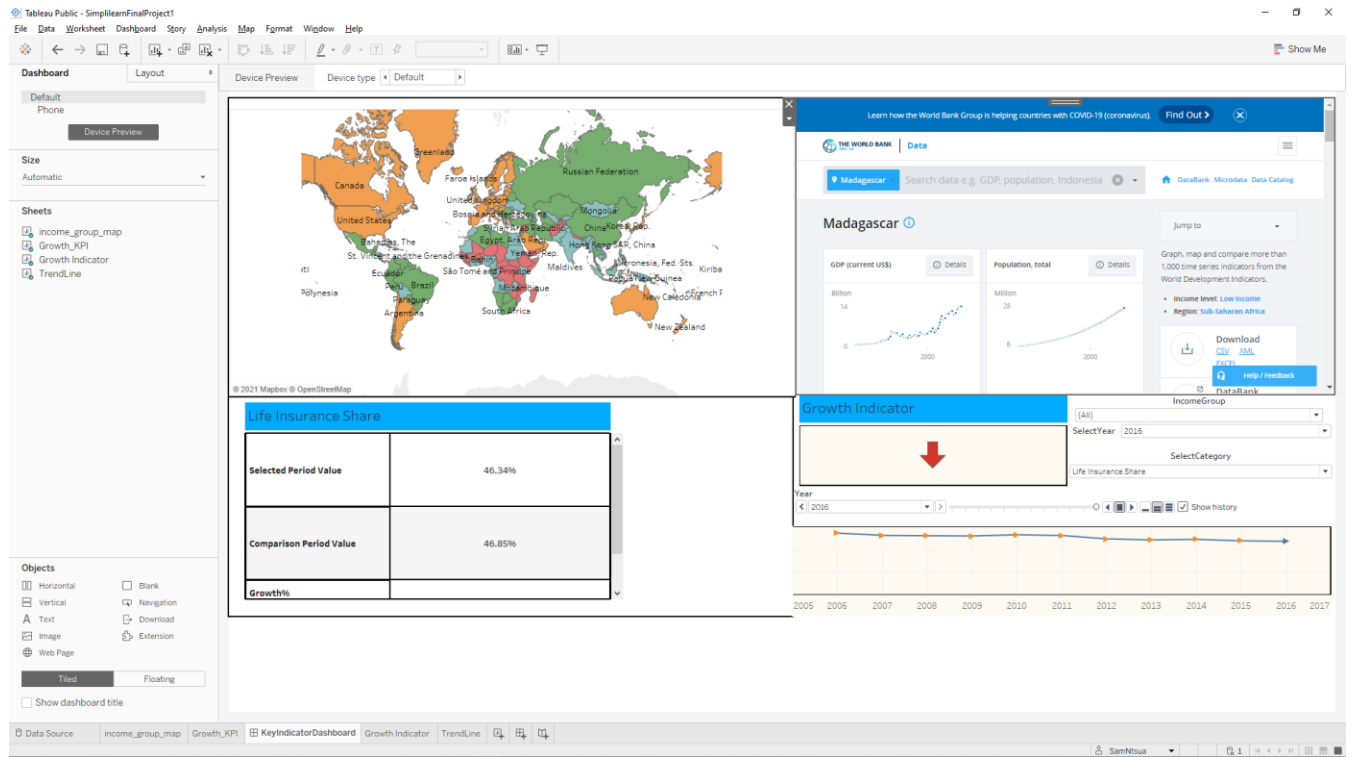 Tableau Public - SimplilearnFinalProject1
File Data Worksheet Dashboard Story Analysis Map Format Window Help
Show Me
Dashboard
Layout
Device Preview
Device type
Default
Default
Phone
Device Preview
Size
Automatic
Sheets
income_group_map
Growth_KPI
Growth Indicator
TrendLine
Greenland
Canada
Faroe Islands
Russian Federation
United Kingdom
Bosnia and Herzegovina
Mongolia
United States
Syrian Arab Republic
China
Korea, Rep.
Bahamas, The
Egypt, Arab Rep.
Hong Kong SAR, China
St. Vincent and the Grenadines
Benin
Yemen, Rep.
Micronesia, Fed. Sts.
ti
Ecuador
São Tomé and Principe
Maldives
Kiriba
Papua New Guinea
Polynesia
Peru
Brazil
Mozambique
New Caledonia
French F
Paraguay
Argentina
South Africa
New Zealand
© 2021 Mapbox © OpenStreetMap
Learn how the World Bank Group is helping countries with COVID-19 (coronavirus).
Find Out
THE WORLD BANK
Data
Madagascar
Search data e.g. GDP, population, Indonesia
DataBank Microdata Data Catalog
Madagascar
Jump to
GDP (current US$)
Details
Population, total
Details
Graph, map and compare more than
1,000 time series indicators from the
World Development Indicators.
Billion
14
0
2000
Million
28
6
2000
Income level: Low income
Region: Sub-Saharan Africa
Download
CSV XML
EXCEL
Help / Feedback
DataBank
Life Insurance Share
Selected Period Value
46.34%
Comparison Period Value
46.85%
Growth%
Growth Indicator
IncomeGroup
(All)
SelectYear 2016
SelectCategory
Life Insurance Share
Year
2016
Show history
2005 2006 2007 2008 2009 2010 2011 2012 2013 2014 2015 2016 2017
Objects
Horizontal
Blank
Vertical
Navigation
A Text
Download
Image
Extension
Web Page
Tiled
Floating
Show dashboard title
Data Source
income_group_map
Growth_KPI
KeyIndicatorDashboard
Growth Indicator
TrendLine
SamNtsua
1